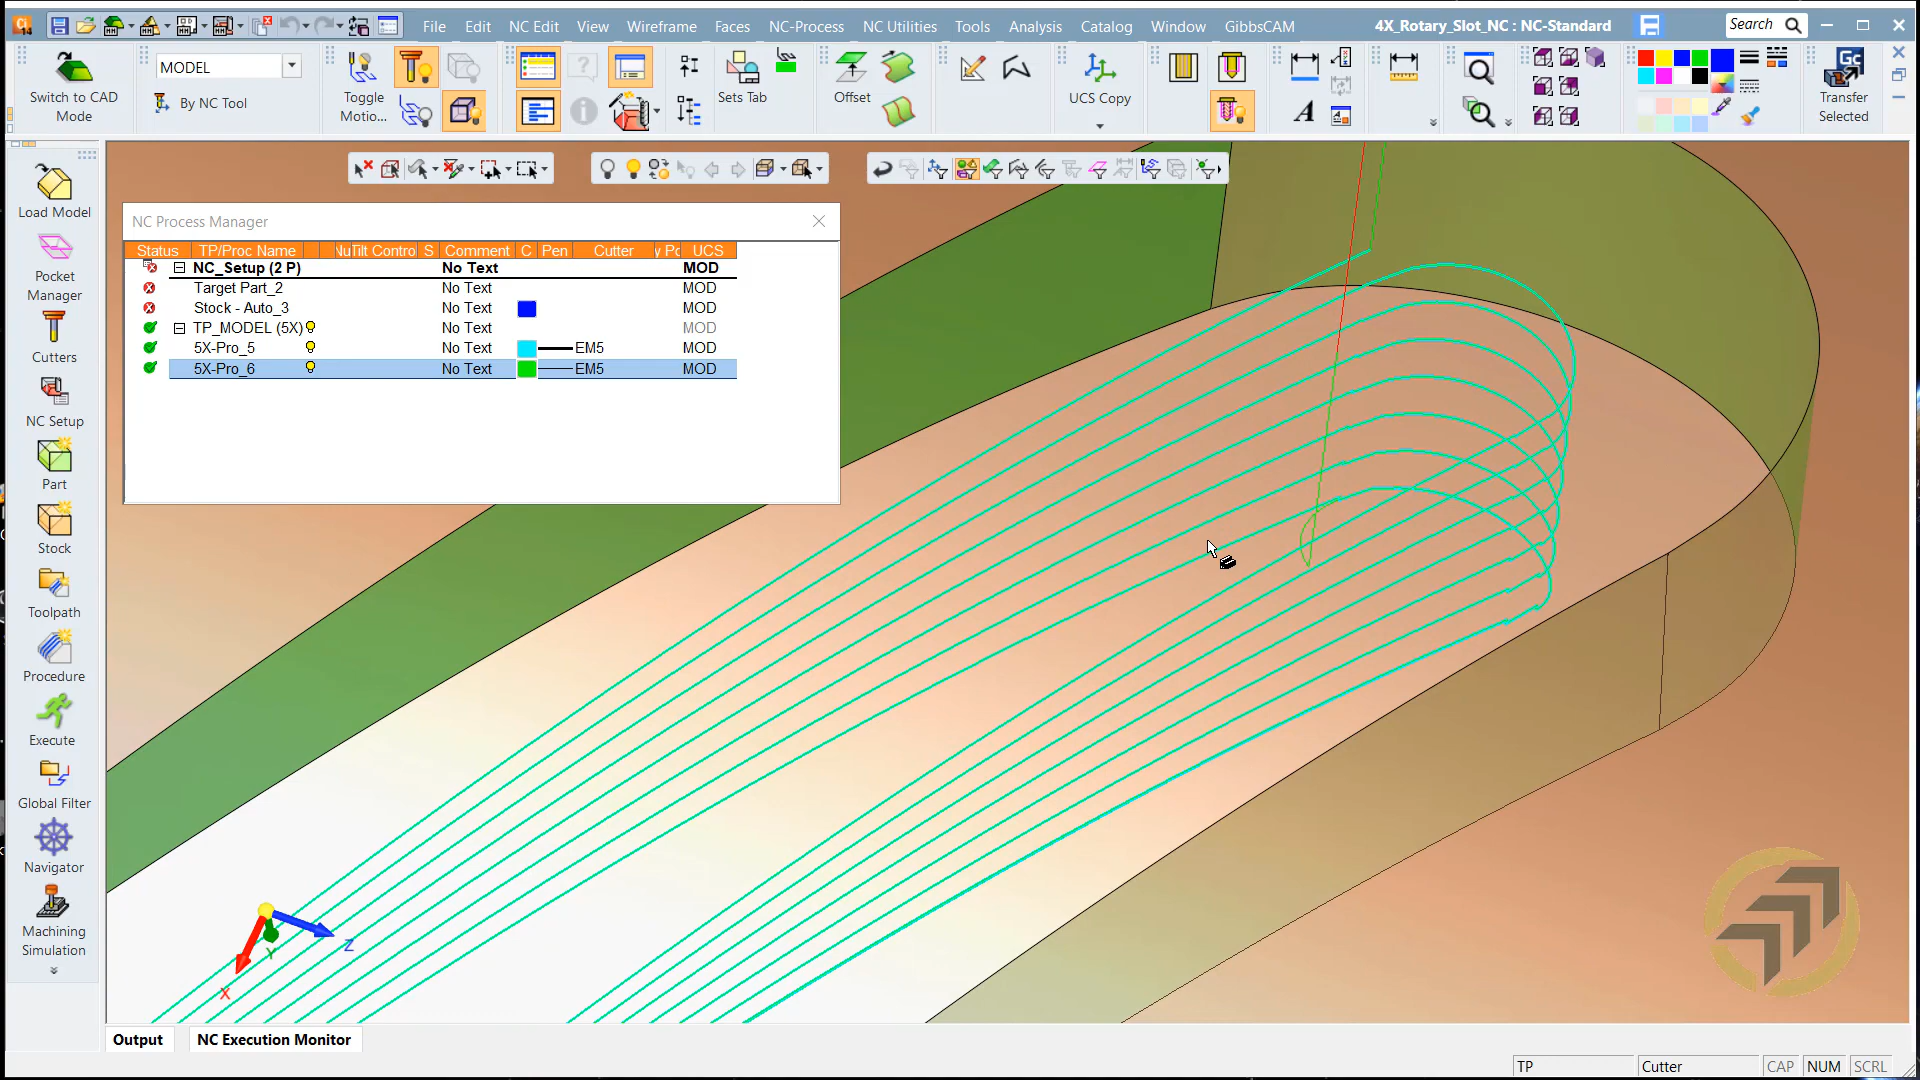 File Edit NC Edit View Wireframe Faces NC-Process NC Utilities Tools Analysis Catalog Window GibbsCAM 4X_Rotary_Slot_NC : NC-Standard Search
Switch to CAD Mode
MODEL
By NC Tool
Toggle Motion...
Sets Tab
Offset
UCS Copy
Transfer Selected
Load Model
Pocket Manager
Cutters
NC Setup
Part
Stock
Toolpath
Procedure
Execute
Global Filter
Navigator
Machining Simulation
NC Process Manager
Status TP/Proc Name Tilt Contro S Comment C Pen Cutter UCS
NC_Setup (2 P) No Text MOD
Target Part_2 No Text MOD
Stock - Auto_3 No Text MOD
TP_MODEL (5X) No Text MOD
5X-Pro_5 No Text EM5 MOD
5X-Pro_6 No Text EM5 MOD
Z
Y
X
Output NC Execution Monitor
TP Cutter CAP NUM SCRL